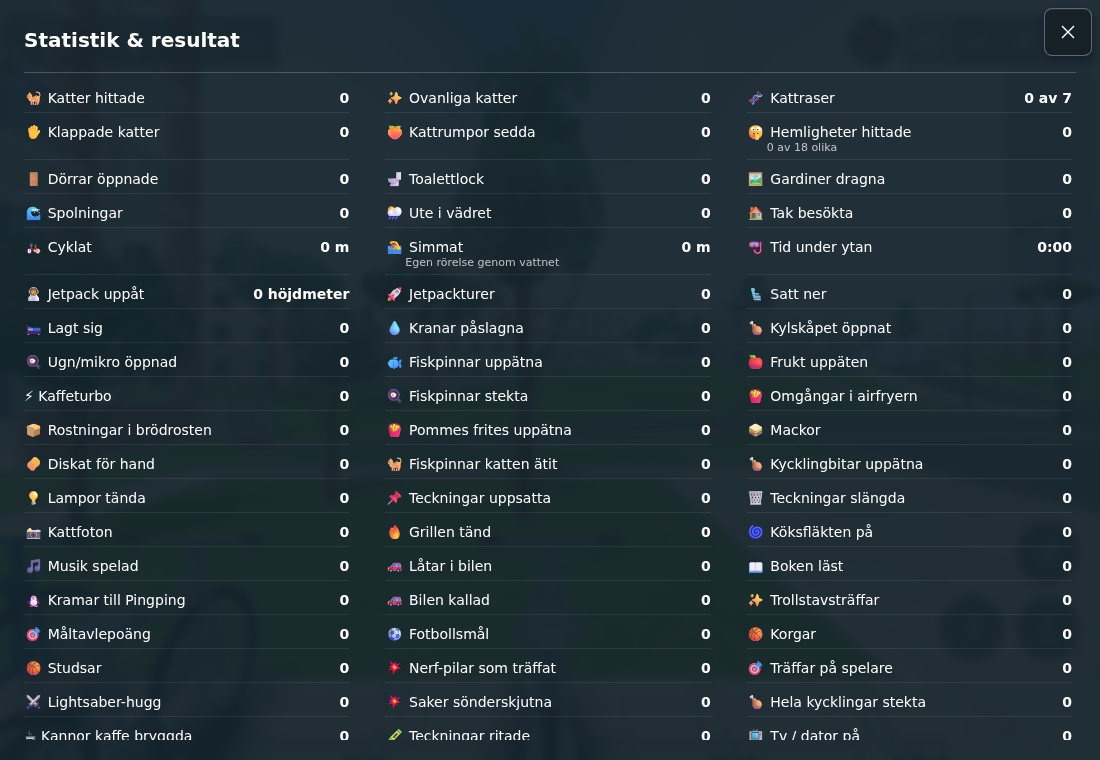 Statistik & resultat
Katter hittade 0
Ovanliga katter 0
Kattraser 0 av 7
Klappade katter 0
Kattrumpor sedda 0
Hemligheter hittade 0
0 av 18 olika
Dörrar öppnade 0
Toalettlock 0
Gardiner dragna 0
Spolningar 0
Ute i vädret 0
Tak besökta 0
Cyklat 0 m
Simmat 0 m
Egen rörelse genom vattnet
Tid under ytan 0:00
Jetpack uppåt 0 höjdmeter
Jetpackturer 0
Satt ner 0
Lagt sig 0
Kranar påslagna 0
Kylskåpet öppnat 0
Ugn/mikro öppnad 0
Fiskpinnar uppätna 0
Frukt uppäten 0
Kaffeturbo 0
Fiskpinnar stekta 0
Omgångar i airfryern 0
Rostningar i brödrosten 0
Pommes frites uppätna 0
Mackor 0
Diskat för hand 0
Fiskpinnar katten ätit 0
Kycklingbitar uppätna 0
Lampor tända 0
Teckningar uppsatta 0
Teckningar slängda 0
Kattfoton 0
Grillen tänd 0
Köksfläkten på 0
Musik spelad 0
Låtar i bilen 0
Boken läst 0
Kramar till Pingping 0
Bilen kallad 0
Trollstavsträffar 0
Måltavlepoäng 0
Fotbollsmål 0
Korgar 0
Studsar 0
Nerf-pilar som träffat 0
Träffar på spelare 0
Lightsaber-hugg 0
Saker sönderskjutna 0
Hela kycklingar stekta 0
Kannor kaffe bryggda 0
Teckningar ritade 0
Tv / dator på 0